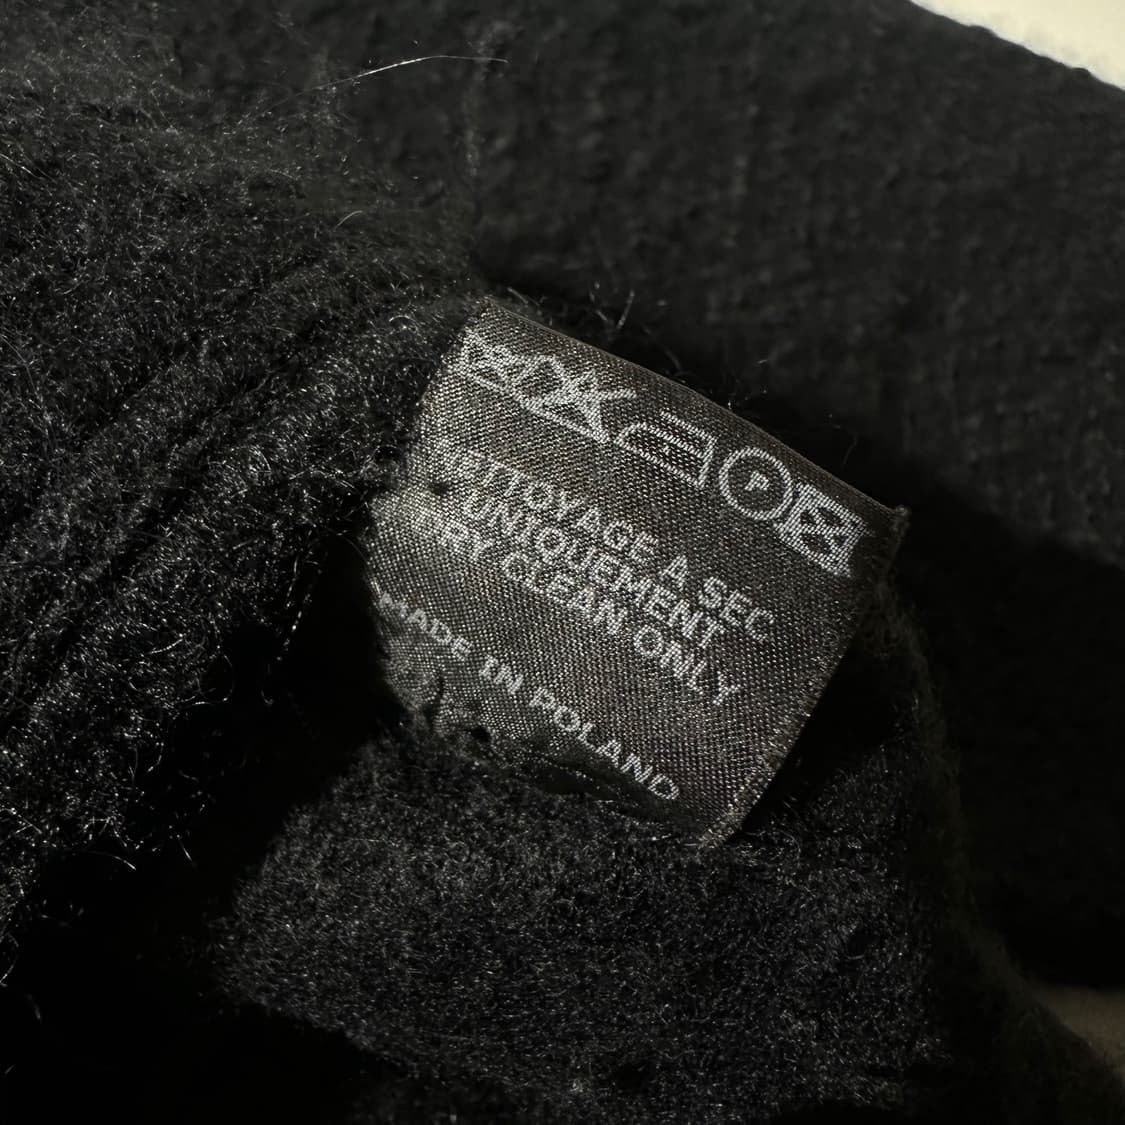 P
NETTOYAGE A SEC
UNIQUEMENT
DRY CLEAN ONLY
MADE IN POLAND